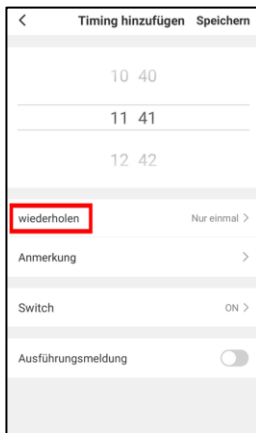 Timing hinzufügen Speichern
10 40
11 41
12 42
wiederholen Nur einmal
Anmerkung
Switch ON
Ausführungsmeldung